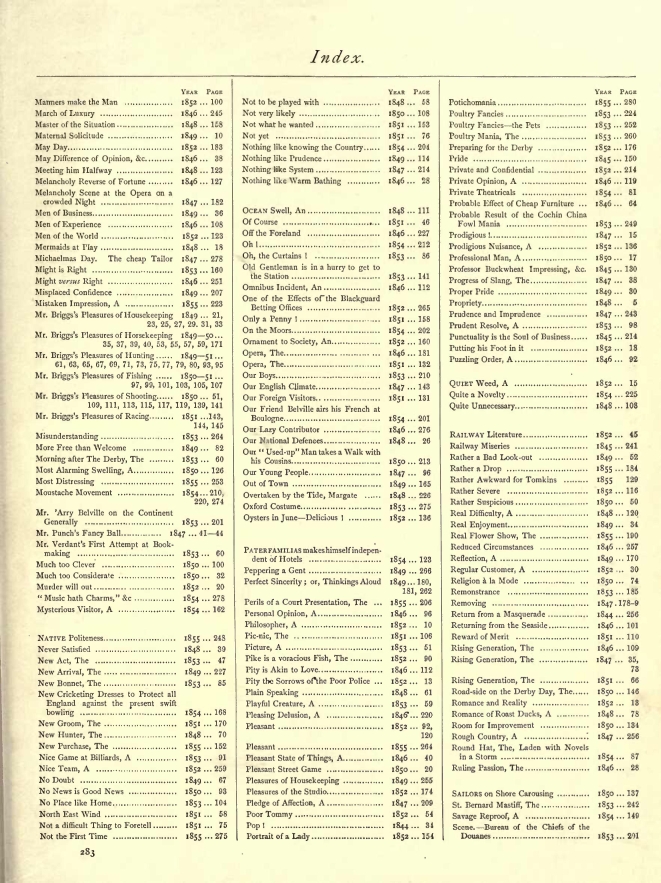 Index.
YEAR PAGE
Manners make the Man .................. 1852 ... 100
March of Luxury .......................... 1846 ... 245
Master of the Situation .................. 1848 ... 158
Maternal Solicitude ...................... 1849 ... 10
May Day................................... 1852 ... 183
May Difference of Opinion, &c. ........ 1846 ... 38
Meeting him Halfway .................... 1848 ... 123
Melancholy Reverse of Fortune ........ 1846 ... 127
Melancholy Scene at the Opera on a
crowded Night ........................ 1847 ... 182
Men of Business........................... 1849 ... 36
Men of Experience ...................... 1846 ... 108
Men of the World ........................ 1852 ... 123
Mermaids at Play ........................ 1848 ... 18
Michaelmas Day. The cheap Tailor 1847 ... 278
Might is Right ............................ 1853 ... 160
Might versus Right ...................... 1846 ... 251
Misplaced Confidence .................... 1849 ... 207
Mistaken Impression, A ................ 1855 ... 223
Mr. Briggs's Pleasures of Housekeeping 1849 ... 21,
23, 25, 27, 29, 31, 33
Mr. Briggs's Pleasures of Horsekeeping 1849—50...
35, 37, 39, 40, 53, 55, 57, 59, 171
Mr. Briggs's Pleasures of Hunting ...... 1849—51...
61, 63, 65, 67, 69, 71, 73, 75, 77, 79, 80, 93, 95
Mr. Briggs's Pleasures of Fishing ...... 1850—51 ...
97, 99, 101, 103, 105, 107
Mr. Briggs's Pleasures of Shooting...... 1850 ... 51,
109, 111, 113, 115, 117, 119, 139, 141
Mr. Briggs's Pleasures of Racing........ 1851 ...143,
144, 145
Misunderstanding ........................ 1853 ... 264
More Free than Welcome .............. 1849 ... 82
Morning after The Derby, The ........ 1853 ... 60
Most Alarming Swelling, A.............. 1850 ... 126
Most Distressing .......................... 1855 ... 253
Moustache Movement .................... 1854...210,
220, 274
Mr. 'Arry Belville on the Continent
Generally .............................. 1853 ... 201
Mr. Punch's Fancy Ball.................. 1847 ... 41—44
Mr. Verdant's First Attempt at Book-
making .................................. 1853 ... 60
Much too Clever .......................... 1850 ... 100
Much too Considerate .................... 1850 ... 32
Murder will out .......................... 1852 ... 20
" Music hath Charms," &c .............. 1854 ... 278
Mysterious Visitor, A .................... 1854 ... 162
NATIVE Politeness........................ 1855 ... 248
Never Satisfied ............................ 1848 ... 39
New Act, The .............................. 1853 ... 47
New Arrival, The ........................ 1849 ... 227
New Bonnet, The ........................ 1853 ... 85
New Cricketing Dresses to Protect all
England against the present swift
bowling ................................ 1854 ... 168
New Groom, The ........................ 1851 ... 170
New Hunter, The ........................ 1848 ... 70
New Purchase, The ...................... 1855 ... 152
Nice Game at Billiards, A .............. 1853 ... 91
Nice Team, A .............................. 1852 ... 259
No Doubt .................................. 1849 ... 67
No News is Good News .................. 1850 ... 93
No Place like Home........................ 1853 ... 104
North East Wind .......................... 1851 ... 58
Not a difficult Thing to Foretell ........ 1851 ... 75
Not the First Time ........................ 1855 ... 275
283
YEAR PAGE
Not to be played with .................... 1848 ... 58
Not very likely ............................ 1850 ... 108
Not what he wanted ...................... 1851 ... 153
Not yet .................................... 1851 ... 76
Nothing like knowing the Country...... 1854 ... 204
Nothing like Prudence .................. 1849 ... 114
Nothing like System ...................... 1847 ... 214
Nothing like Warm Bathing ............ 1846 ... 28
OCEAN Swell, An .......................... 1848 ... 111
Of Course .................................. 1851 ... 46
Off the Foreland .......................... 1846 ... 227
Oh ! ........................................ 1854 ... 212
Oh, the Curtains ! ........................ 1853 ... 86
Old Gentleman is in a hurry to get to
the Station .............................. 1853 ... 141
Omnibus Incident, An .................... 1846 ... 112
One of the Effects of the Blackguard
Betting Offices ........................ 1852 ... 265
Only a Penny ! ............................ 1851 ... 158
On the Moors.............................. 1854 ... 202
Ornament to Society, An................ 1852 ... 160
Opera, The................................ 1846 ... 181
Opera, The................................ 1851 ... 132
Our Boys.................................... 1853 ... 210
Our English Climate...................... 1847 ... 143
Our Foreign Visitors...................... 1851 ... 131
Our Friend Belville airs his French at
Boulogne................................ 1854 ... 201
Our Lazy Contributor .................... 1846 ... 276
Our National Defences.................... 1848 ... 26
Our " Used-up" Man takes a Walk with
his Cousins.............................. 1850 ... 213
Our Young People........................ 1847 ... 96
Out of Town .............................. 1849 ... 165
Overtaken by the Tide, Margate ...... 1848 ... 226
Oxford Costume............................ 1853 ... 275
Oysters in June—Delicious ! ............ 1852 ... 136
PATERFAMILIAS makes himself indepen-
dent of Hotels ........................ 1854 ... 123
Peppering a Gent ........................ 1849 ... 266
Perfect Sincerity ; or, Thinkings Aloud 1849...180,
181, 262
Perils of a Court Presentation, The ... 1855 ... 206
Personal Opinion, A ...................... 1846 ... 96
Philosopher, A ............................ 1852 ... 10
Pic-nic, The .............................. 1851 ... 106
Picture, A .................................. 1853 ... 51
Pike is a voracious Fish, The ............ 1852 ... 90
Pity is Akin to Love...................... 1846 ... 112
Pity the Sorrows of the Poor Police ... 1852 ... 13
Plain Speaking ............................ 1848 ... 61
Playful Creature, A ...................... 1853 ... 59
Pleasing Delusion, A .................... 1846 ... 220
Pleasant .................................... 1852 ... 92,
120
Pleasant .................................... 1855 ... 264
Pleasant State of Things, A .............. 1846 ... 40
Pleasant Street Game .................... 1850 ... 20
Pleasures of Housekeeping .............. 1849 ... 255
Pleasures of the Studio.................... 1852 ... 174
Pledge of Affection, A .................... 1847 ... 209
Poor Tommy .............................. 1852 ... 54
Pop ! ........................................ 1844 ... 34
Portrait of a Lady ........................ 1852 ... 154
YEAR PAGE
Potichomania .............................. 1855 ... 280
Poultry Fancies ............................ 1853 ... 224
Poultry Fancies—the Pets .............. 1853 ... 252
Poultry Mania, The ...................... 1853 ... 260
Preparing for the Derby ................ 1852 ... 176
Pride ........................................ 1845 ... 150
Private and Confidential ................ 1852 ... 214
Private Opinion, A ...................... 1846 ... 119
Private Theatricals ...................... 1854 ... 81
Probable Effect of Cheap Furniture ... 1846 ... 64
Probable Result of the Cochin China
Fowl Mania ............................ 1853 ... 249
Prodigious !................................ 1847 ... 15
Prodigious Nuisance, A .................. 1852 ... 136
Professional Man, A ...................... 1850 ... 17
Professor Buckwheat Impressing, &c. 1845 ... 130
Progress of Slang, The.................... 1847 ... 38
Proper Pride .............................. 1849 ... 30
Propriety.................................... 1848 ... 5
Prudence and Imprudence .............. 1847 ... 243
Prudent Resolve, A ...................... 1853 ... 98
Punctuality is the Soul of Business...... 1845 ... 214
Putting his Foot in it .................... 1852 ... 13
Puzzling Order, A ........................ 1846 ... 92
QUIET Weed, A .......................... 1852 ... 15
Quite a Novelty .......................... 1854 ... 225
Quite Unnecessary........................ 1848 ... 103
RAILWAY Literature...................... 1852 ... 45
Railway Miseries .......................... 1845 ... 241
Rather a Bad Look-out .................. 1849 ... 52
Rather a Drop ............................ 1855 ... 184
Rather Awkward for Tomkins ........ 1855 129
Rather Severe ............................ 1852 ... 116
Rather Suspicious ........................ 1850 ... 50
Real Difficulty, A ........................ 1848 ... 120
Real Enjoyment............................ 1849 ... 34
Real Flower Show, The .................. 1855 ... 190
Reduced Circumstances .................. 1846 ... 257
Reflection, A .............................. 1849 ... 170
Regular Customer, A .................... 1852 ... 30
Religion à la Mode ...................... 1850 ... 74
Remonstrance ............................ 1853 ... 185
Removing .................................. 1847 .178-9
Return from a Masquerade .............. 1844 ... 256
Returning from the Seaside.............. 1846 ... 101
Reward of Merit .......................... 1851 ... 110
Rising Generation, The .................. 1846 ... 109
Rising Generation, The .................. 1847 ... 35,
73
Rising Generation, The .................. 1851 ... 66
Road-side on the Derby Day, The...... 1850 ... 146
Romance and Reality .................... 1852 ... 13
Romance of Roast Ducks, A ............ 1848 ... 78
Room for Improvement .................. 1850 ... 134
Rough Country, A ........................ 1847 ... 256
Round Hat, The, Laden with Novels
in a Storm .............................. 1854 ... 87
Ruling Passion, The...................... 1846 ... 28
SAILORS on Shore Carousing .......... 1850 ... 137
St. Bernard Mastiff, The ................ 1853 ... 242
Savage Reproof, A ........................ 1854 ... 149
Scene.—Bureau of the Chiefs of the
Douanes ................................ 1853 ... 291